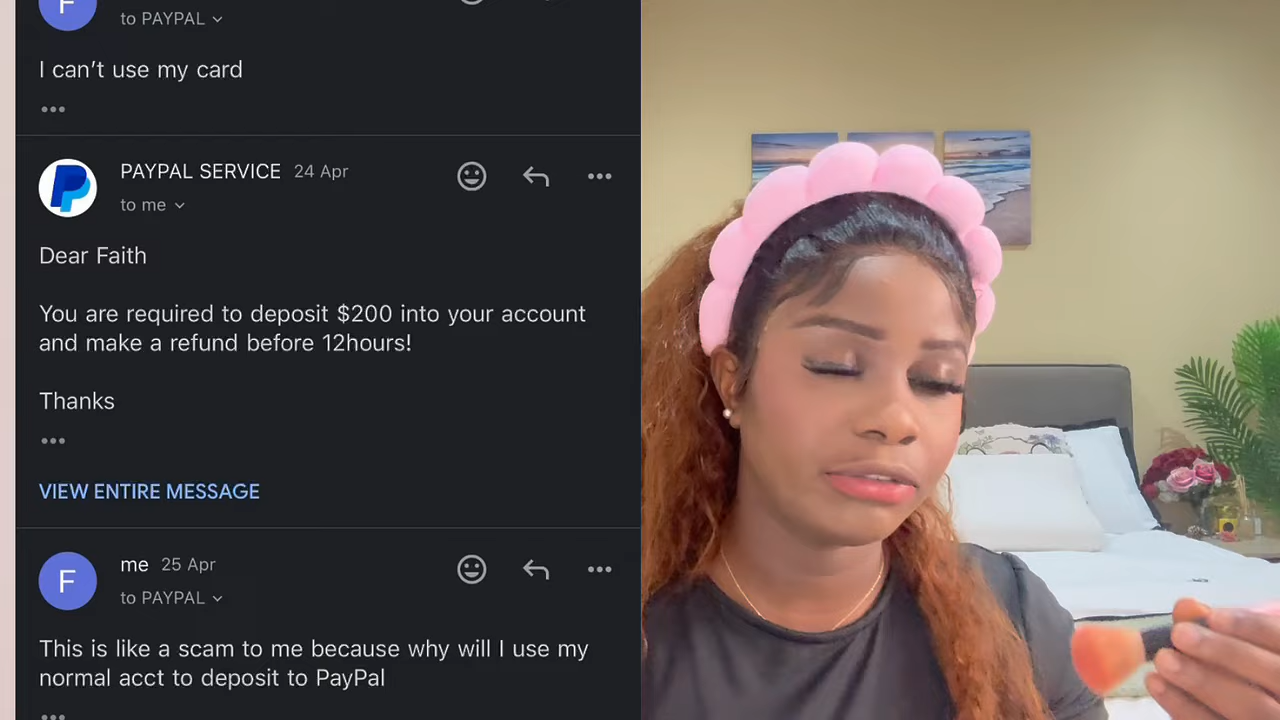 F
to PAYPAL
I can't use my card
PAYPAL SERVICE 24 Apr
to me
Dear Faith
You are required to deposit $200 into your account
and make a refund before 12hours!
Thanks
VIEW ENTIRE MESSAGE
F
me 25 Apr
to PAYPAL
This is like a scam to me because why will I use my
normal acct to deposit to PayPal